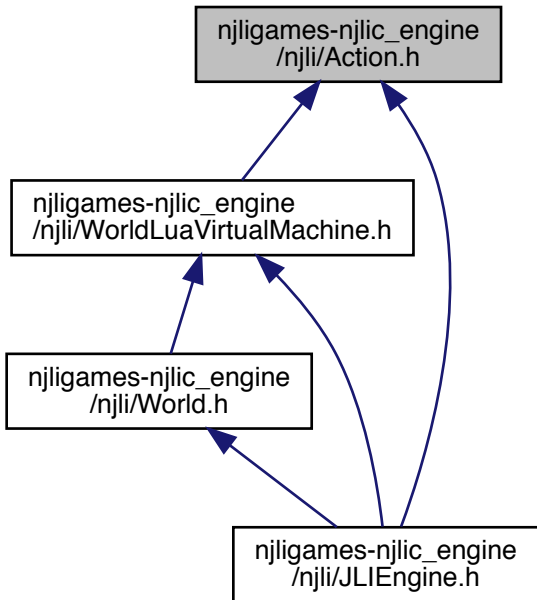 njligames-njlic_engine
/njli/Action.h
njligames-njlic_engine
/njli/WorldLuaVirtualMachine.h
njligames-njlic_engine
/njli/World.h
njligames-njlic_engine
/njli/JLIEngine.h